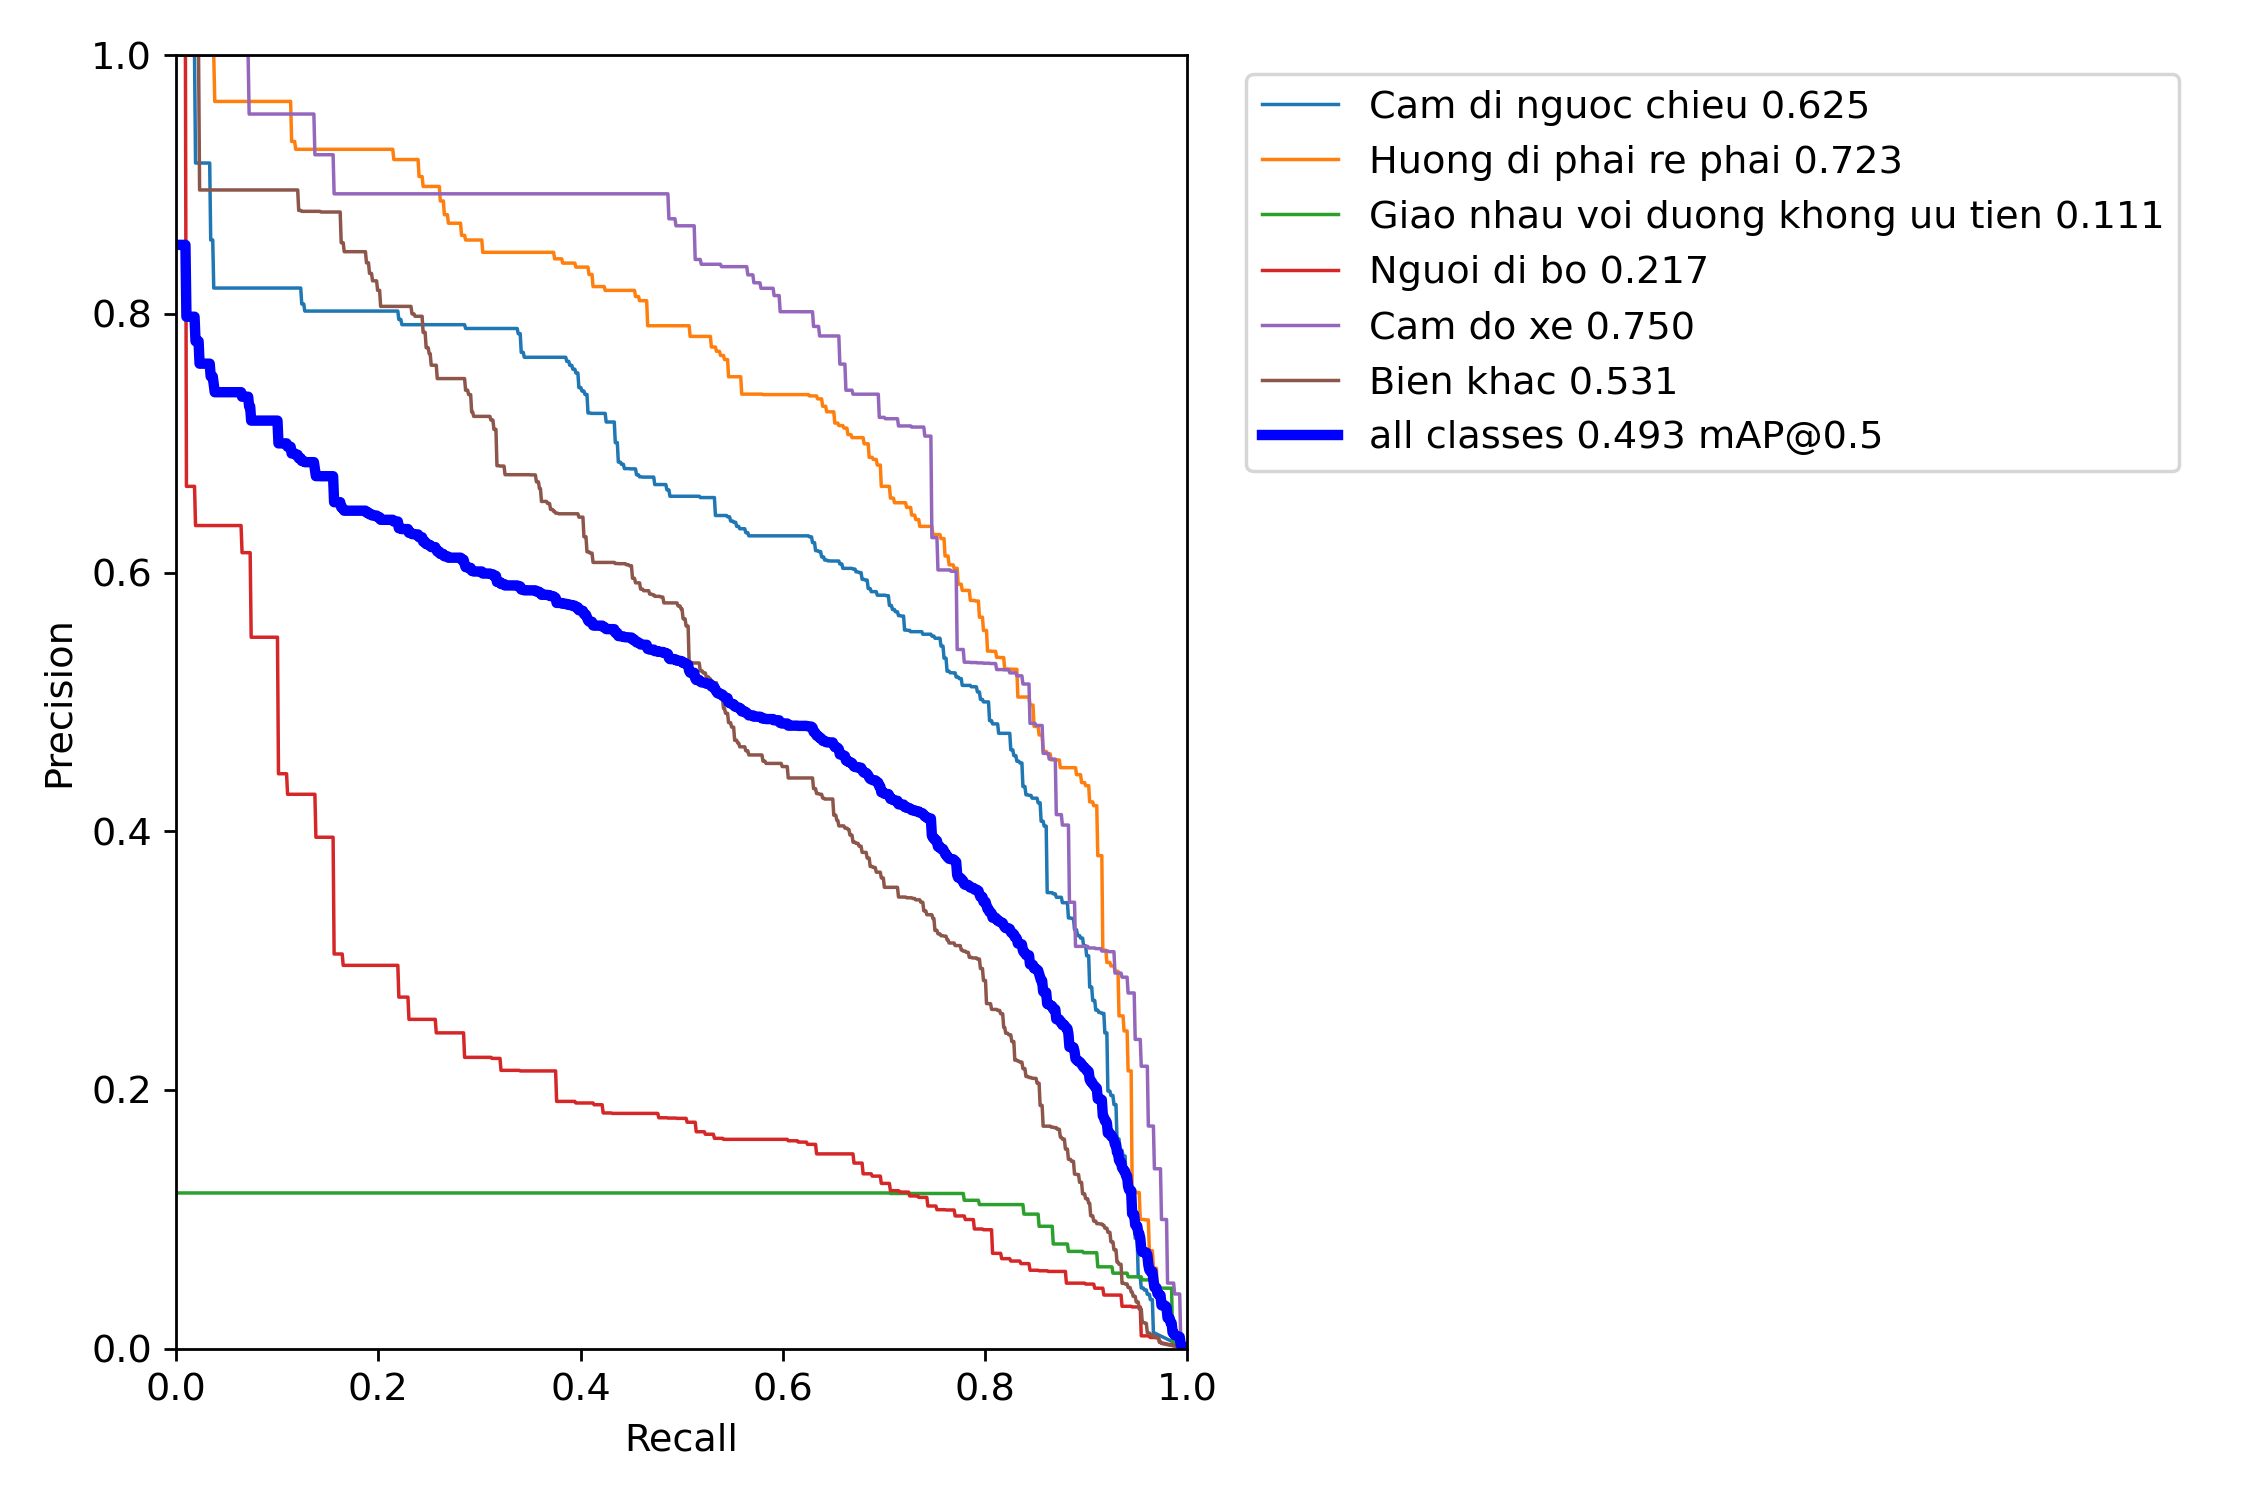 1.0
0.8
0.6
0.4
0.2
0.0
Precision
0.0 0.2 0.4 0.6 0.8 1.0
Recall
Cam di nguoc chieu 0.625
Huong di phai re phai 0.723
Giao nhau voi duong khong uu tien 0.111
Nguoi di bo 0.217
Cam do xe 0.750
Bien khac 0.531
all classes 0.493 mAP@0.5